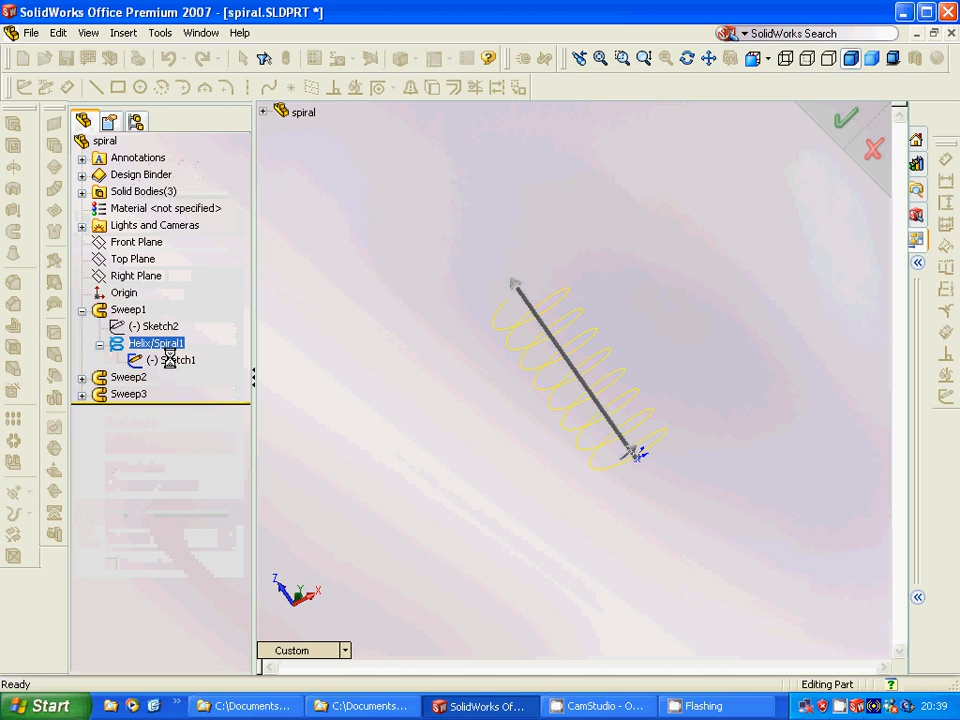 SolidWorks Office Premium 2007 - [spiral.SLDPRT *]
File Edit View Insert Tools Window Help
SolidWorks Search
spiral
spiral
Annotations
Design Binder
Solid Bodies(3)
Material <not specified>
Lights and Cameras
Front Plane
Top Plane
Right Plane
Origin
Sweep1
(-) Sketch2
Helix/Spiral1
(-) Sketch1
Sweep2
Sweep3
Z Y X
Custom
Ready
Editing Part
Start
C:\Documents...
C:\Documents...
SolidWorks Of...
CamStudio - O...
Flashing
20:39